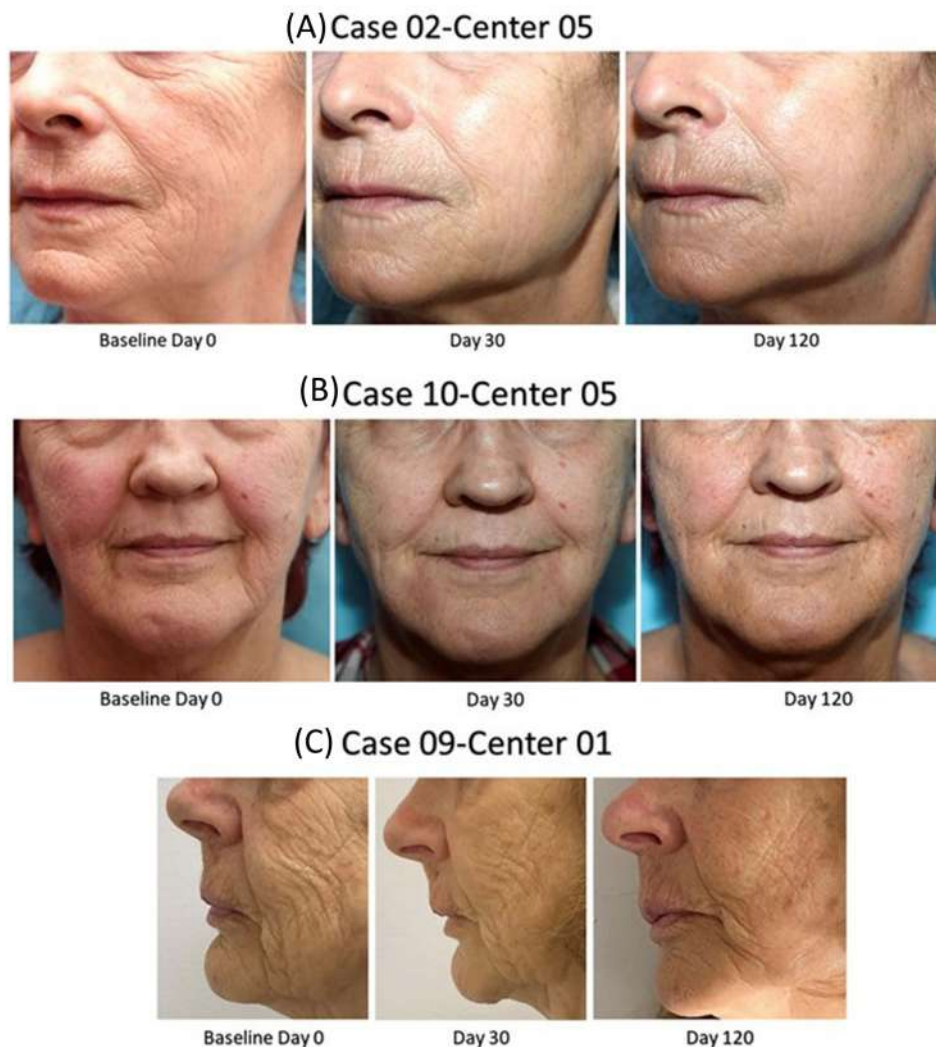 (A) Case 02-Center 05
Baseline Day 0 Day 30 Day 120
(B) Case 10-Center 05
Baseline Day 0 Day 30 Day 120
(C) Case 09-Center 01
Baseline Day 0 Day 30 Day 120